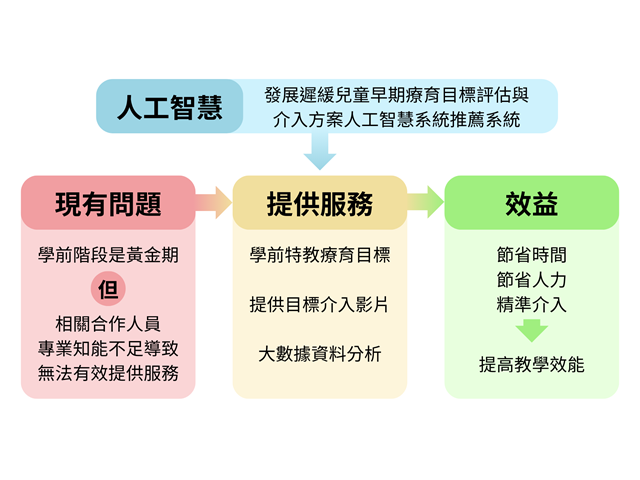 人工智慧
發展遲緩兒童早期療育目標評估與
介入方案人工智慧系統推薦系統
現有問題
學前階段是黃金期
但
相關合作人員
專業知能不足導致
無法有效提供服務
提供服務
學前特教療育目標
提供目標介入影片
大數據資料分析
效益
節省時間
節省人力
精準介入
提高教學效能